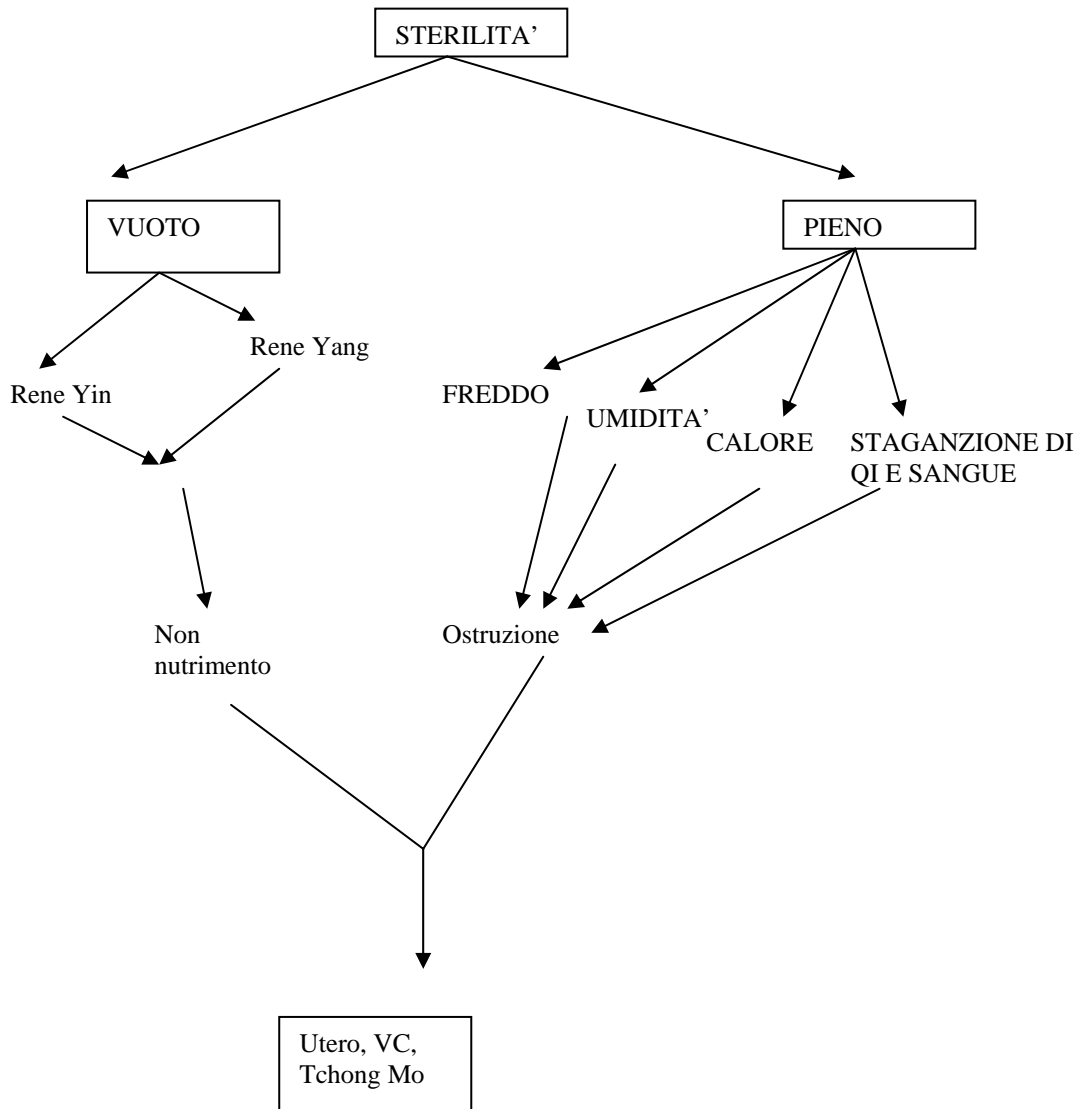 STERILITA’
VUOTO
PIENO
Rene Yang
Rene Yin
FREDDO
UMIDITA’
CALORE
STAGANZIONE DI
QI E SANGUE
Non
nutrimento
Ostruzione
Utero, VC,
Tchong Mo